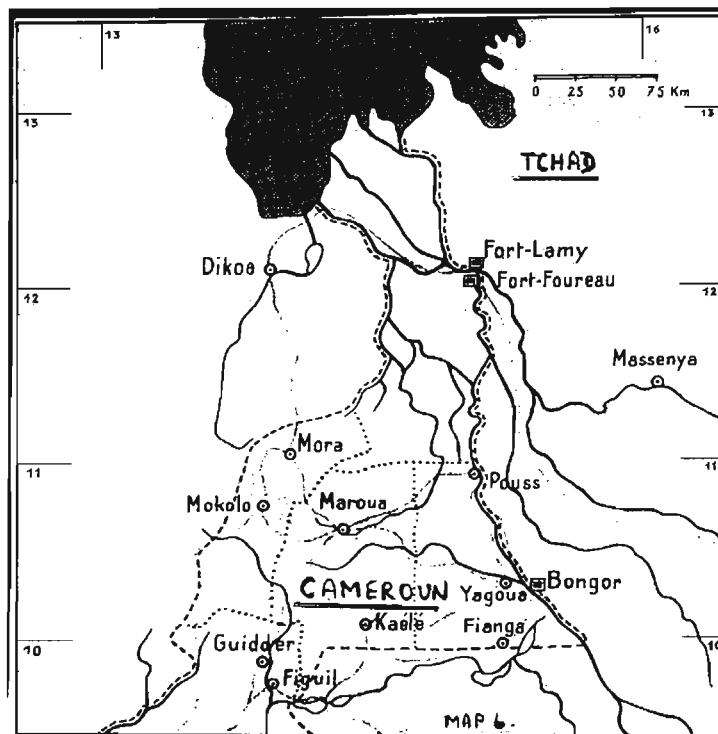 13
16
0 25 50 75 Km
13
13
TCHAD
Fort-Lamy
Dikoa
Fort-Foureau
12
12
Massenya
Mora
11
11
Pouss
Mokolo
Maroua
CAMEROUN
Yagoua
Bongor
Kaélé
Fianga
10
10
Guidder
Figuil
MAP 6.